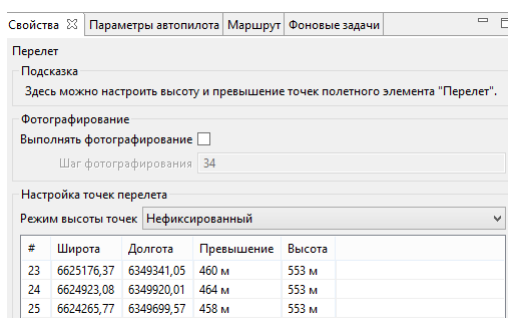 Свойства Параметры автопилота Маршрут Фоновые задачи
Перелет
Подсказка
Здесь можно настроить высоту и превышение точек полетного элемента "Перелет".
Фотографирование
Выполнять фотографирование
Шаг фотографирования 34
Настройка точек перелета
Режим высоты точек Нефиксированный
# Широта Долгота Превышение Высота
23 6625176,37 6349341,05 460 м 553 м
24 6624923,08 6349920,01 464 м 553 м
25 6624265,77 6349699,57 458 м 553 м